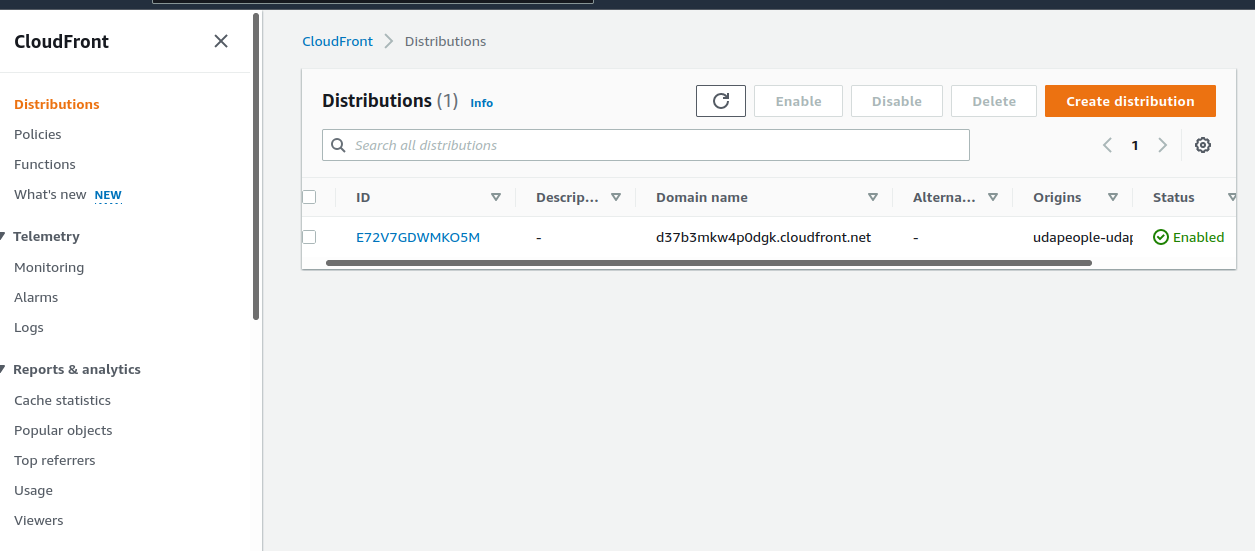 CloudFront
Distributions
Policies
Functions
What's new NEW
Telemetry
Monitoring
Alarms
Logs
Reports & analytics
Cache statistics
Popular objects
Top referrers
Usage
Viewers
CloudFront Distributions
Distributions (1) Info Enable Disable Delete Create distribution
Search all distributions 1
ID Descrip... Domain name Alterna... Origins Status
E72V7GDWMKO5M - d37b3mkw4p0dgk.cloudfront.net - udapeople-udap Enabled